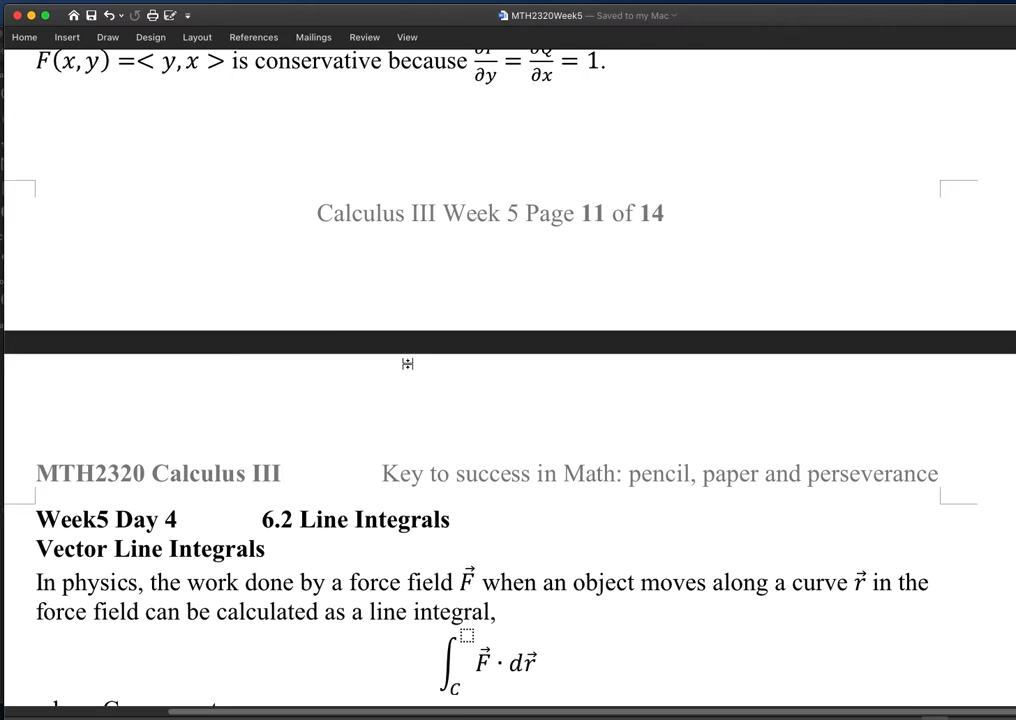 MTH2320Week5 — Saved to my Mac
Home Insert Draw Design Layout References Mailings Review View
F(x, y) =< y, x > is conservative because ∂P/∂y = ∂Q/∂x = 1.
Calculus III Week 5 Page 11 of 14
MTH2320 Calculus III Key to success in Math: pencil, paper and perseverance
Week5 Day 4 6.2 Line Integrals
Vector Line Integrals
In physics, the work done by a force field F⃗ when an object moves along a curve r⃗ in the
force field can be calculated as a line integral,
∫_C F⃗ · dr⃗